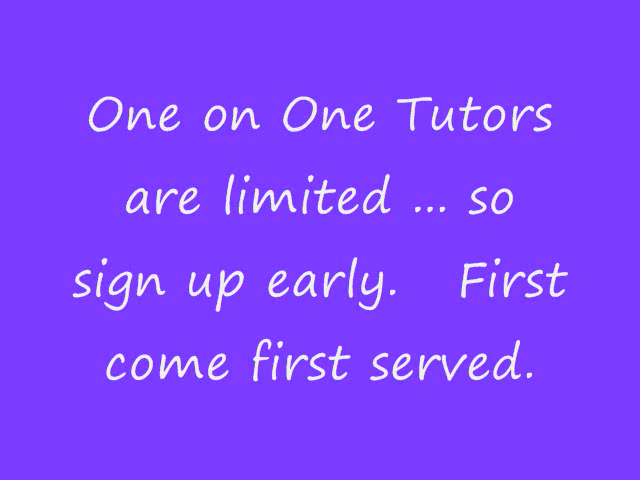 One on One Tutors
are limited ... so
sign up early.   First
come first served.